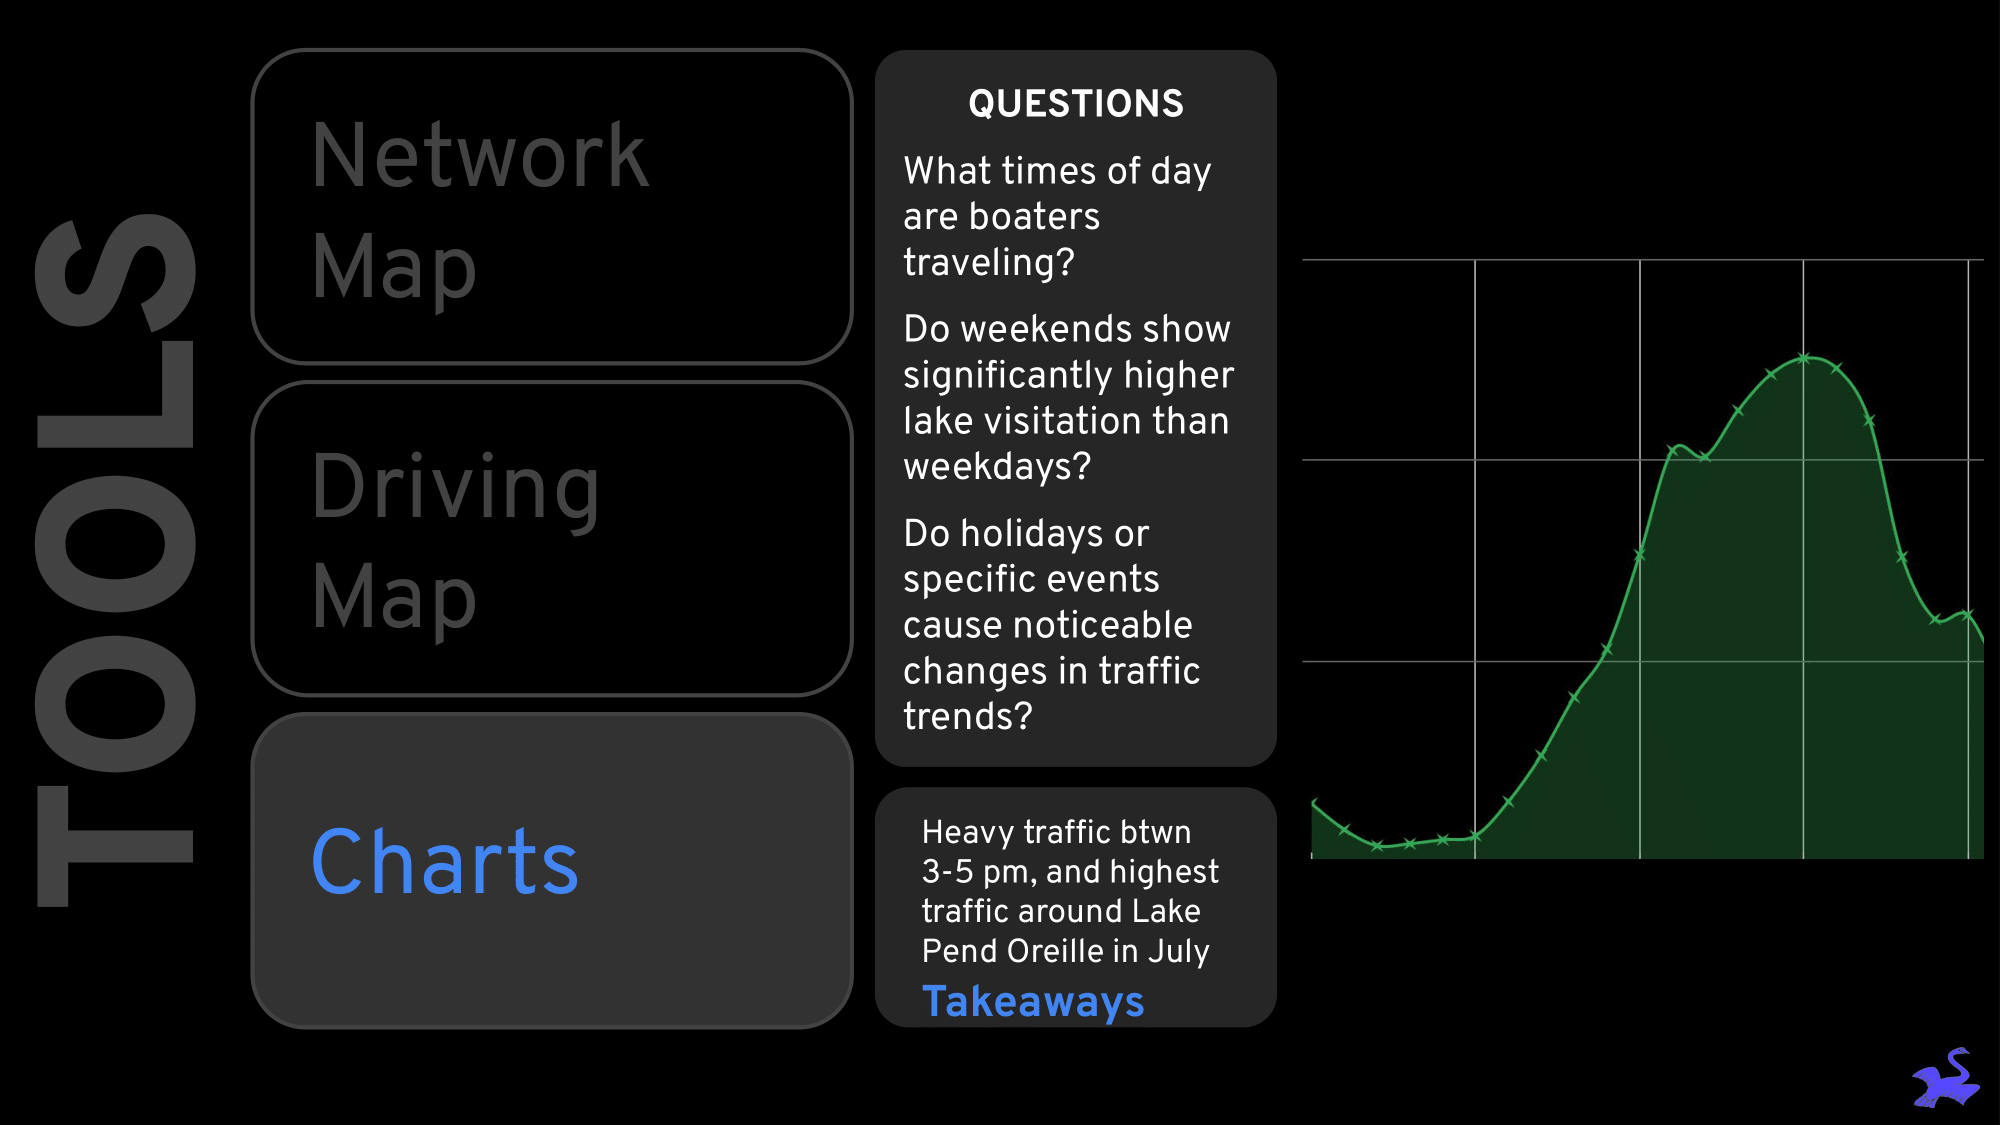 TOOLS
Network
Map
Driving
Map
Charts
QUESTIONS
What times of day
are boaters
traveling?
Do weekends show
significantly higher
lake visitation than
weekdays?
Do holidays or
specific events
cause noticeable
changes in traffic
trends?
Heavy traffic btwn
3-5 pm, and highest
traffic around Lake
Pend Oreille in July
Takeaways